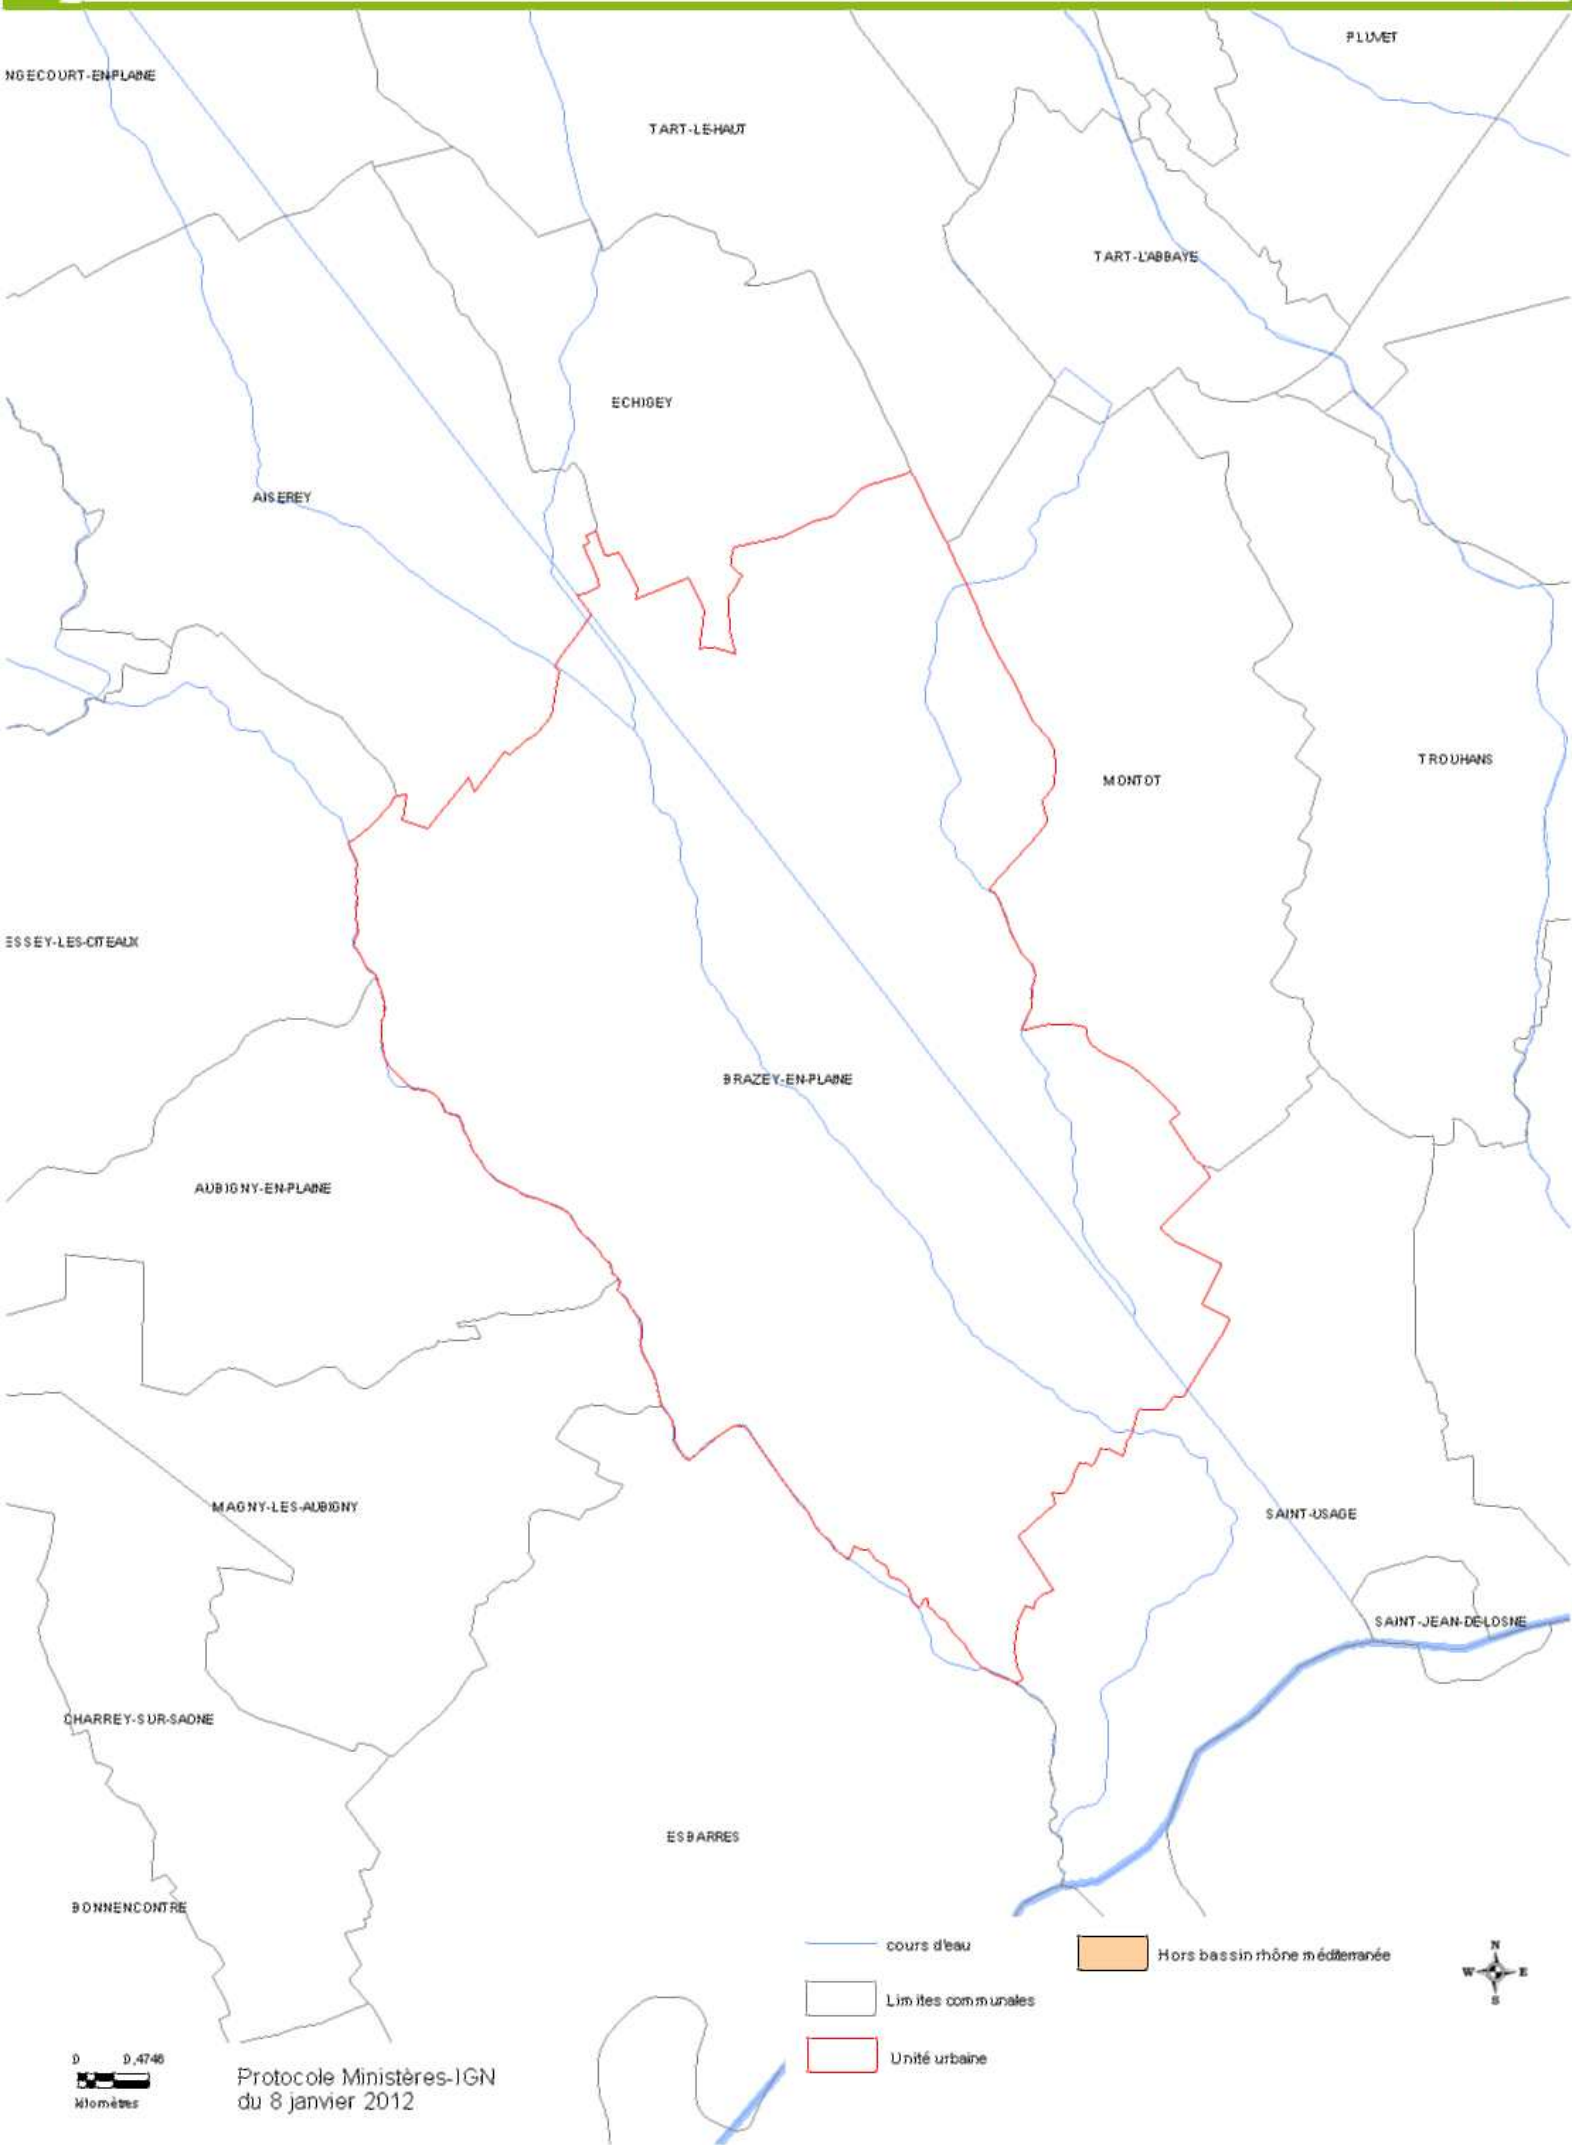 PLUVET
NGECOURT-EN-PLAINE
TART-LE-HAUT
TART-L'ABBAYE
ECHIGEY
AISEREY
TROUHANS
MONTOT
ESSEY-LES-CITEAUX
BRAZEY-EN-PLAINE
AUBIGNY-EN-PLAINE
MAGNY-LES-AUBIGNY
SAINT-USAGE
SAINT-JEAN-DE-LOSNE
CHARREY-SUR-SAONE
ESBARRES
BONNENCONTRE
cours d'eau
Hors bassin rhône méditerranée
Limites communales
Unité urbaine
N
W E
S
0 0,4746
kilomètres
Protocole Ministères-IGN
du 8 janvier 2012